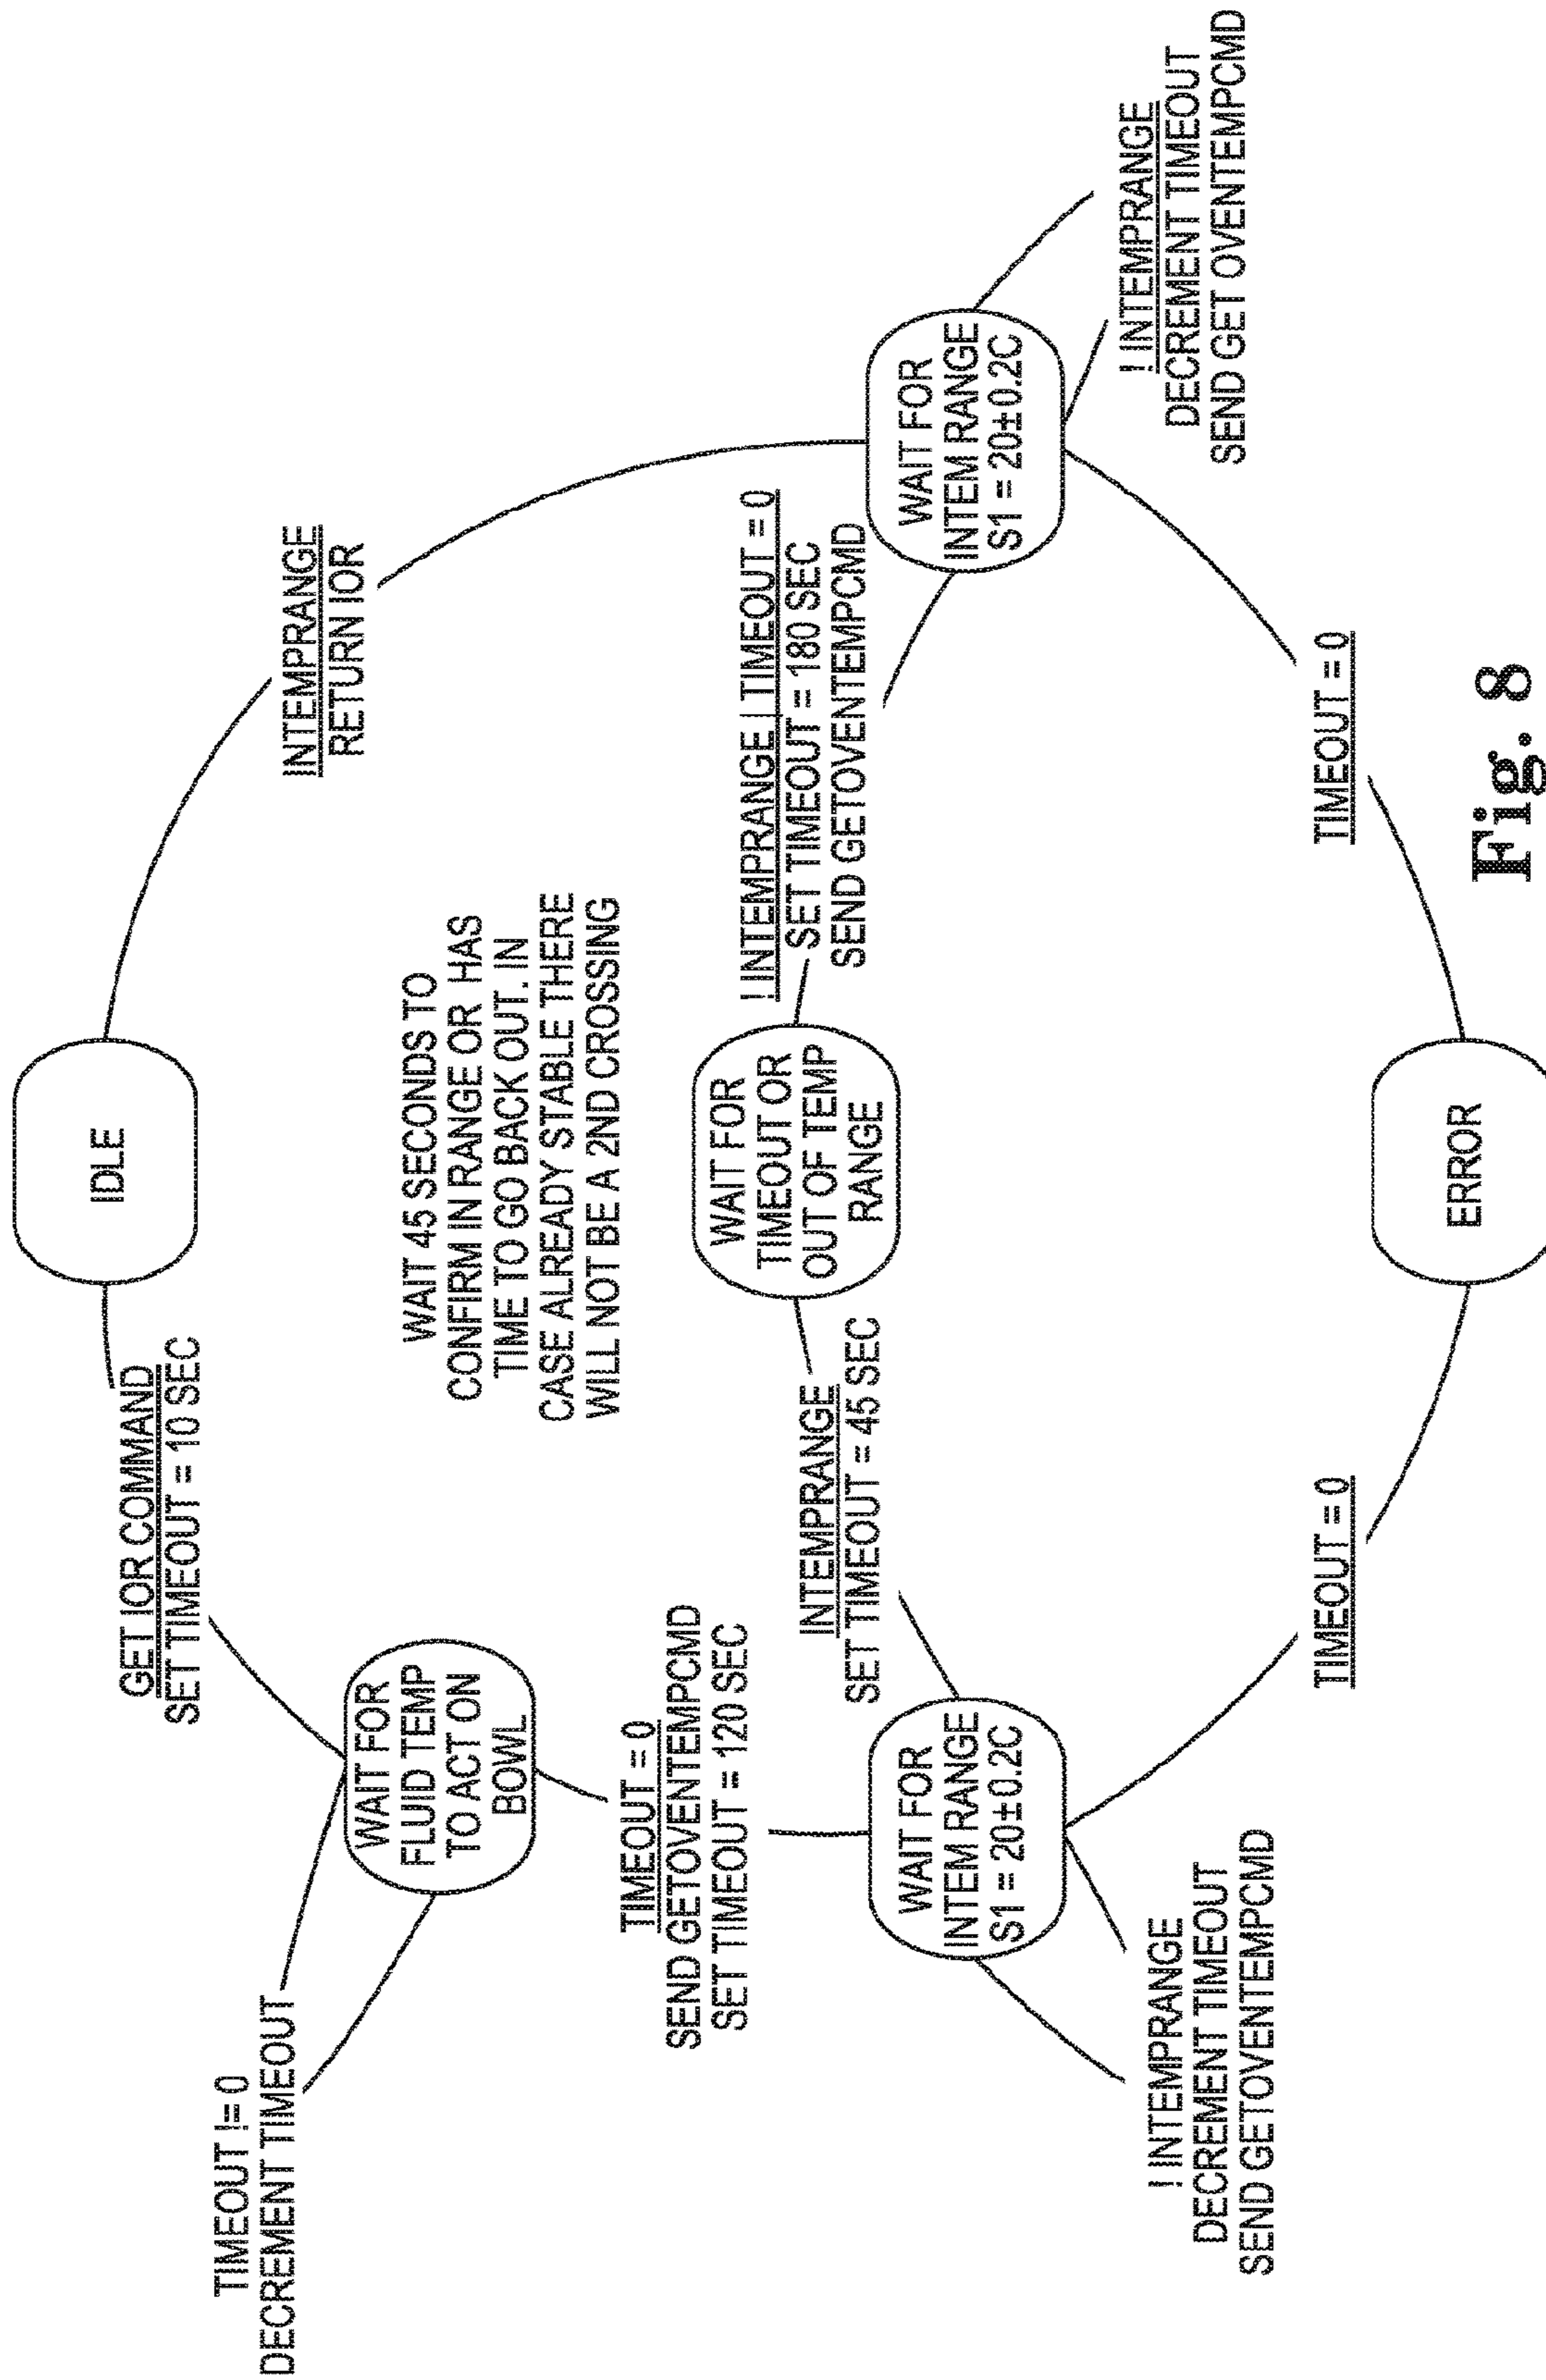 IDLE
GET IOR COMMAND
SET TIMEOUT = 10 SEC
TIMEOUT != 0
DECREMENT TIMEOUT
INTEMPRANGE
RETURN IOR
WAIT FOR
FLUID TEMP
TO ACT ON
BOWL
WAIT 45 SECONDS TO
CONFIRM IN RANGE OR HAS
TIME TO GO BACK OUT. IN
CASE ALREADY STABLE THERE
WILL NOT BE A 2ND CROSSING
TIMEOUT = 0
SEND GETOVENTEMPCMD
SET TIMEOUT = 120 SEC
WAIT FOR
TIMEOUT OR
OUT OF TEMP
RANGE
! INTEMPRANGE | TIMEOUT = 0
SET TIMEOUT = 180 SEC
SEND GETOVENTEMPCMD
INTEMPRANGE
SET TIMEOUT = 45 SEC
WAIT FOR
INTEM RANGE
S1 = 20±0.2C
WAIT FOR
INTEM RANGE
S1 = 20±0.2C
! INTEMPRANGE
DECREMENT TIMEOUT
SEND GETOVENTEMPCMD
! INTEMPRANGE
DECREMENT TIMEOUT
SEND GET OVENTEMPCMD
TIMEOUT = 0
TIMEOUT = 0
ERROR
Fig. 8